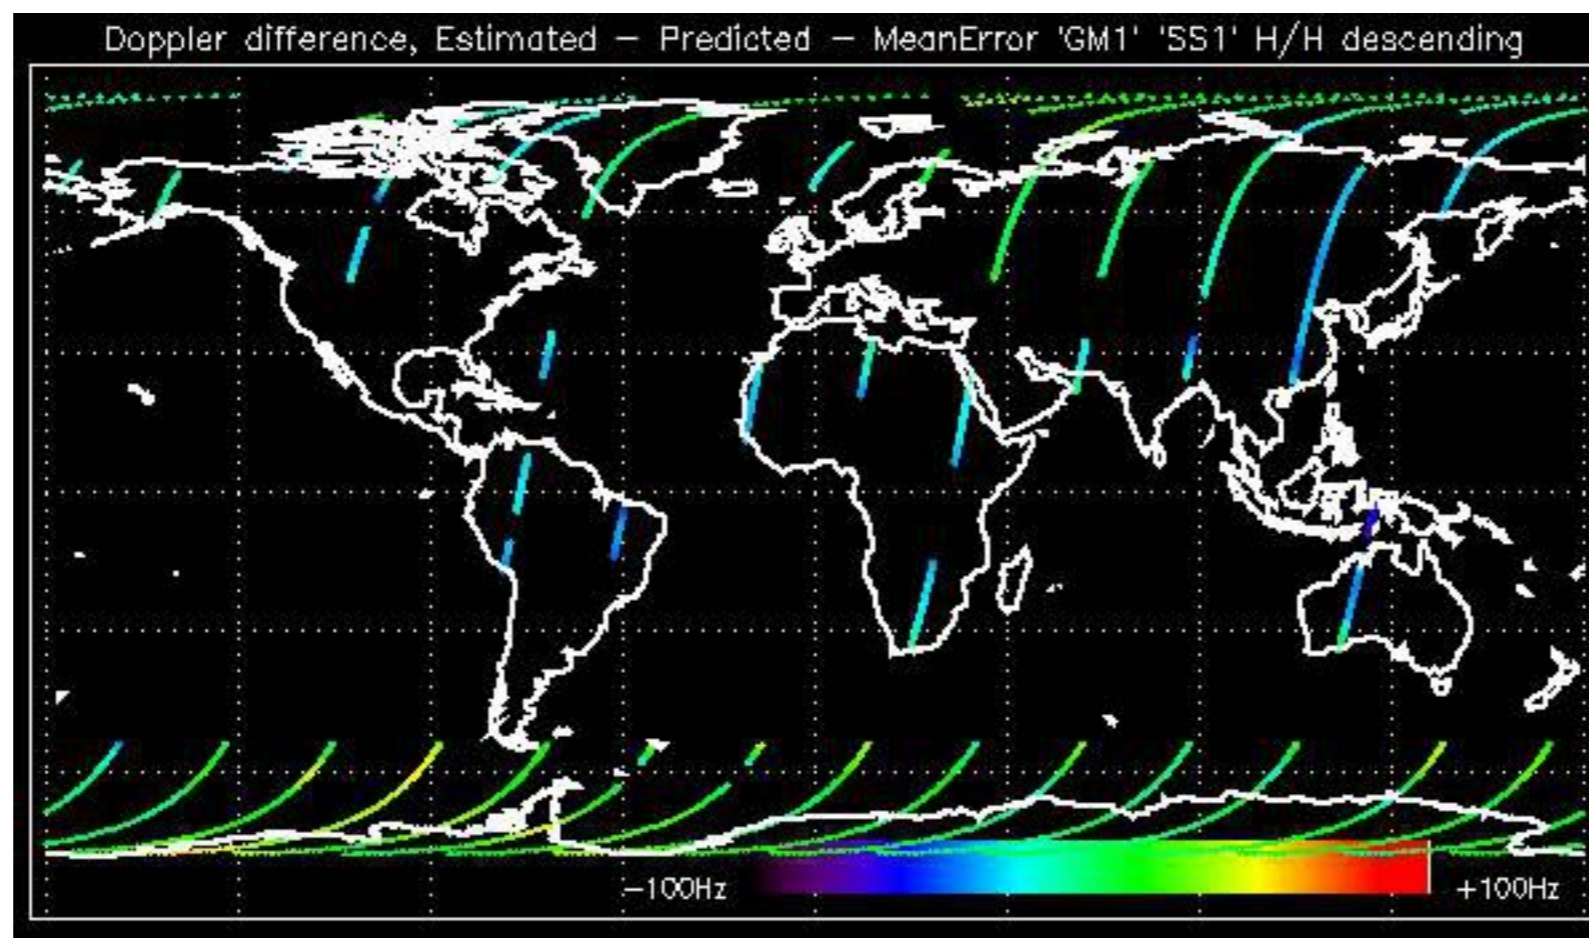 Doppler difference, Estimated – Predicted – MeanError 'GM1' 'SS1' H/H descending
-100Hz +100Hz